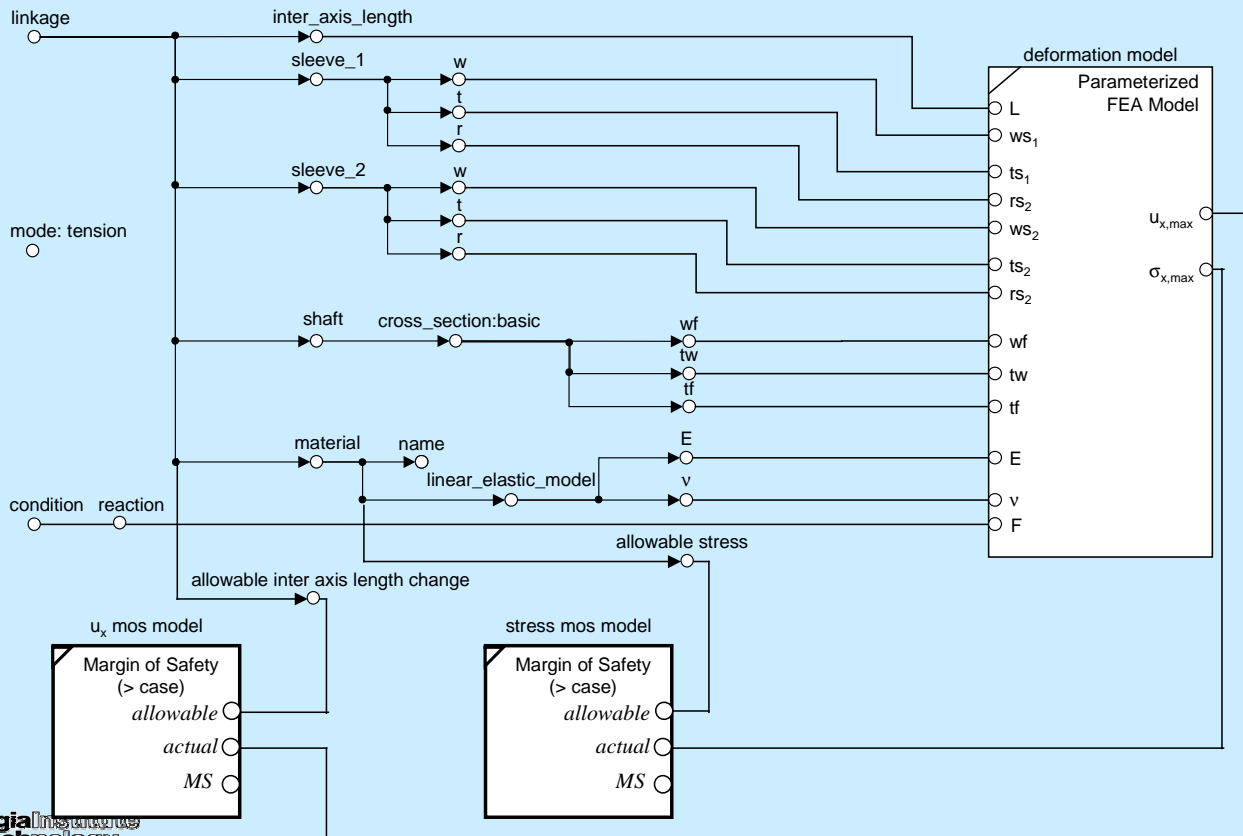 linkage
inter_axis_length
deformation model
sleeve_1
w
t
r
Parameterized
FEA Model
L
ws1
ts1
rs2
ws2
ts2
rs2
wf
tw
tf
E
ν
F
ux,max
σx,max
sleeve_2
w
t
r
mode: tension
shaft
cross_section:basic
wf
tw
tf
material
name
E
linear_elastic_model
ν
condition
reaction
allowable stress
allowable inter axis length change
ux mos model
Margin of Safety
(> case)
allowable
actual
MS
stress mos model
Margin of Safety
(> case)
allowable
actual
MS